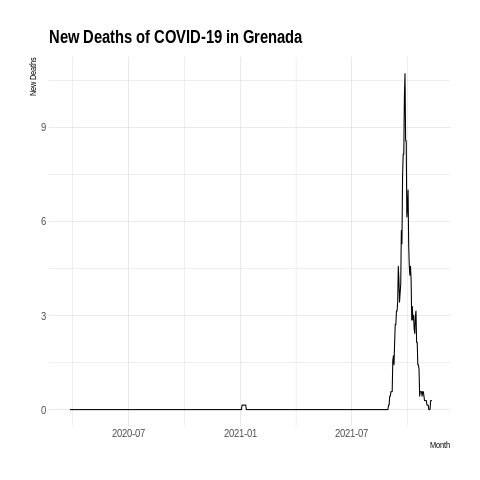 New Deaths of COVID-19 in Grenada
New Deaths
9
6
3
0
2020-07
2021-01
2021-07
Month